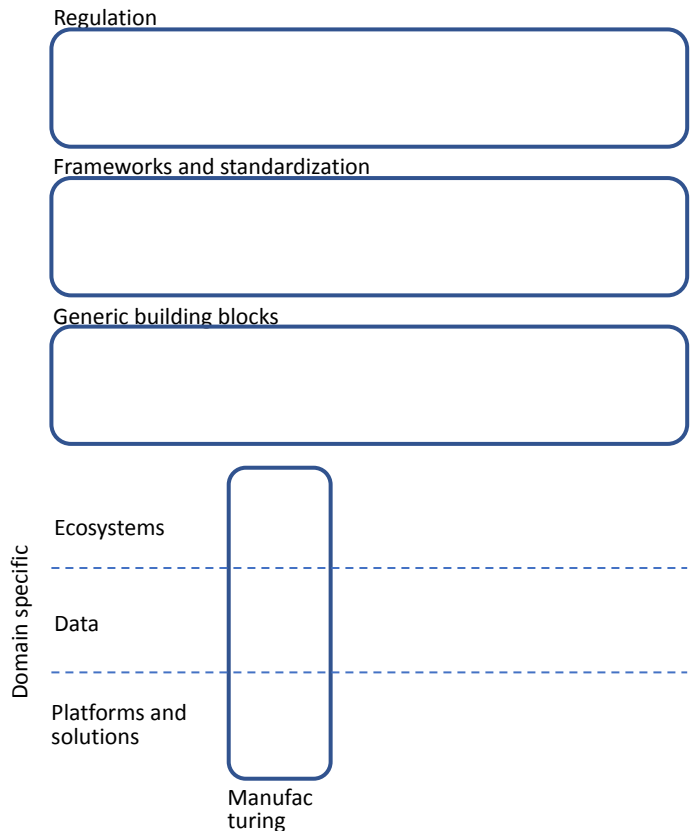 Regulation
Frameworks and standardization
Generic building blocks
Domain specific
Ecosystems
Data
Platforms and
solutions
Manufac
turing